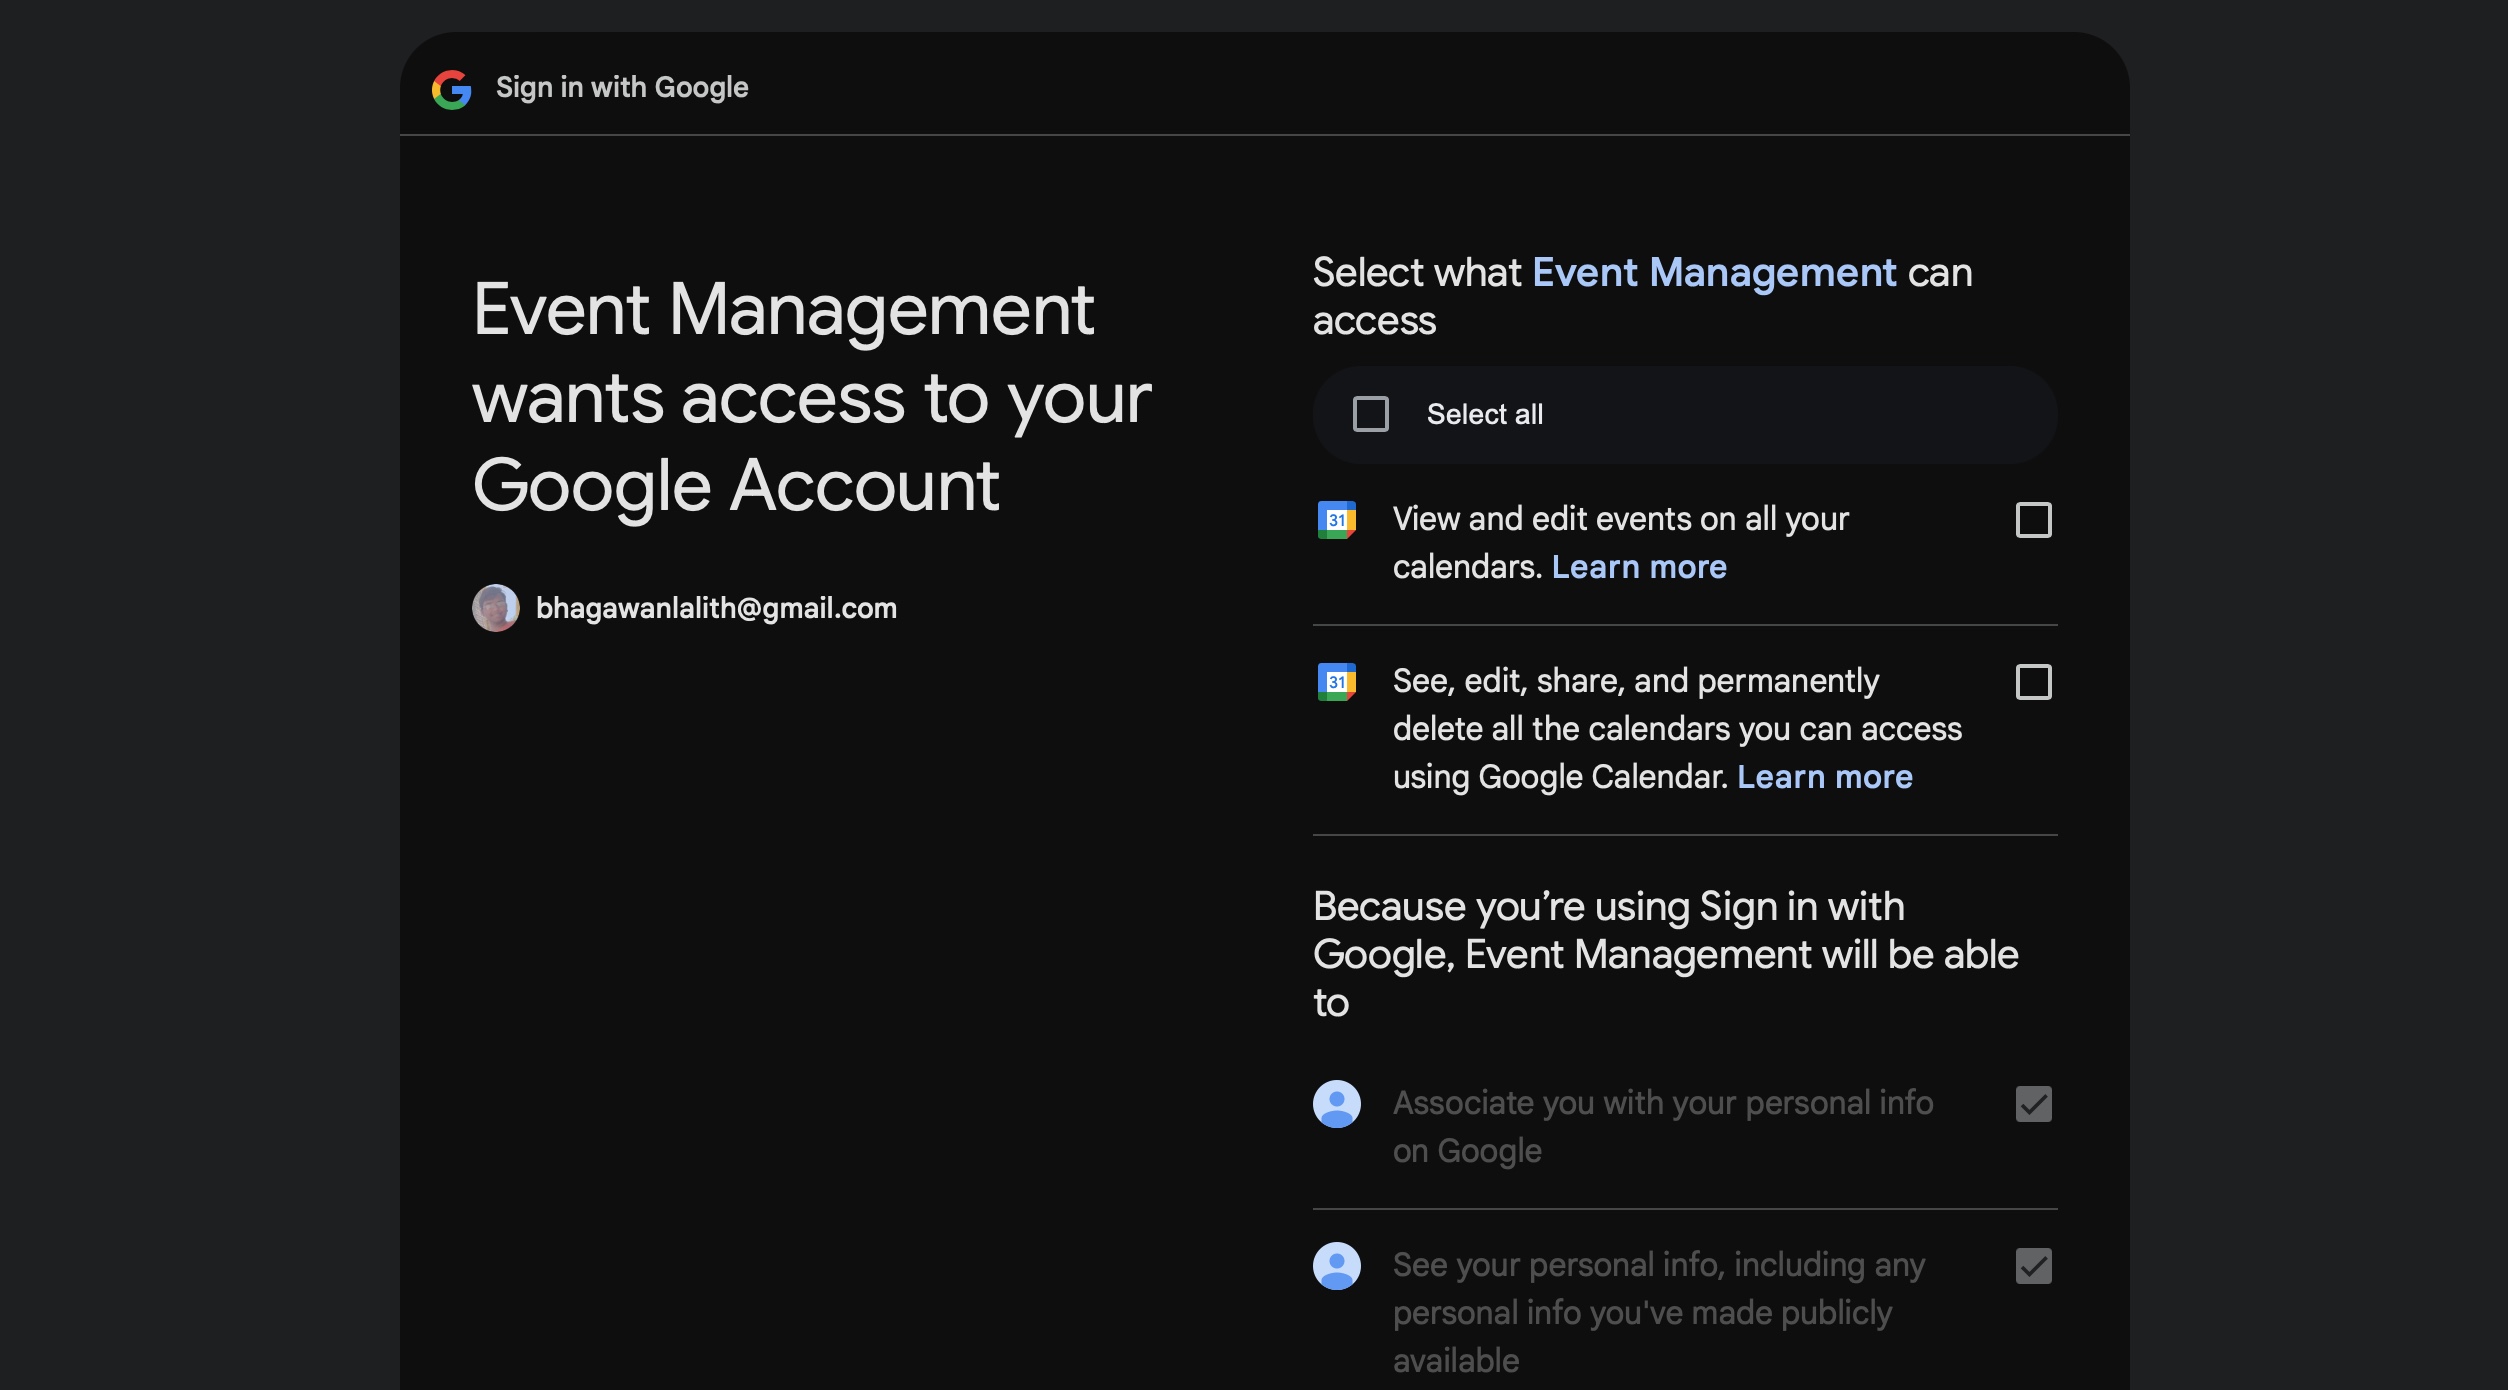 Sign in with Google
Event Management
wants access to your
Google Account
bhagawanlalith@gmail.com
Select what Event Management can
access
Select all
31
View and edit events on all your
calendars. Learn more
31
See, edit, share, and permanently
delete all the calendars you can access
using Google Calendar. Learn more
Because you’re using Sign in with
Google, Event Management will be able
to
Associate you with your personal info
on Google
See your personal info, including any
personal info you've made publicly
available